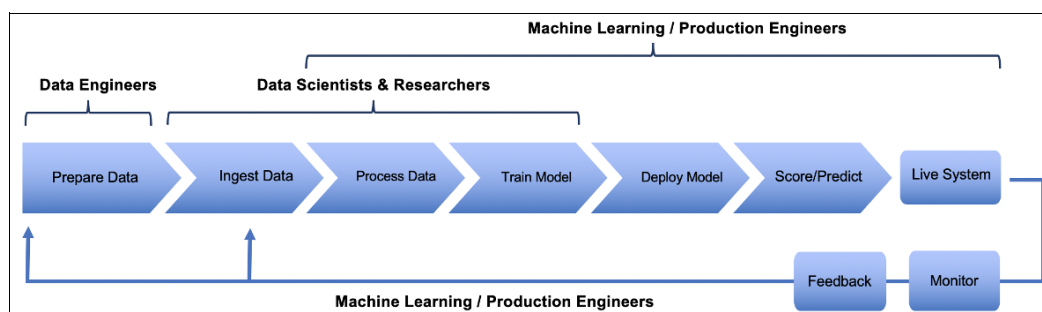 Machine Learning / Production Engineers
Data Engineers
Data Scientists & Researchers
Prepare Data
Ingest Data
Process Data
Train Model
Deploy Model
Score/Predict
Live System
Feedback
Monitor
Machine Learning / Production Engineers